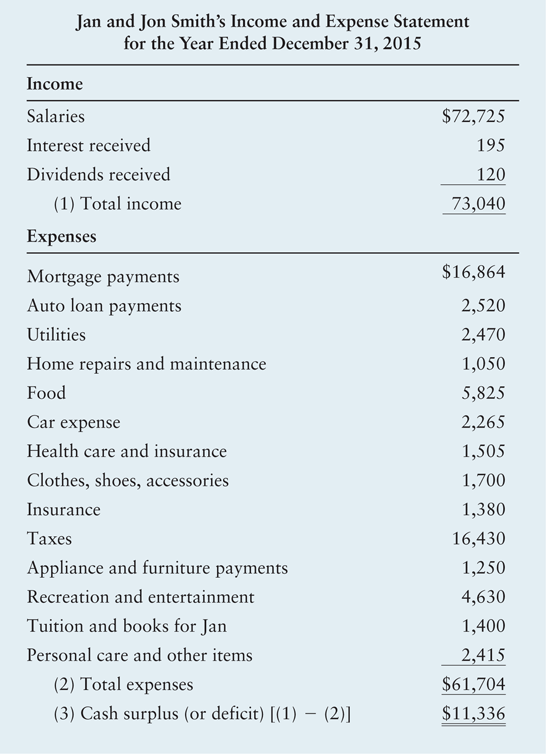 Jan and Jon Smith's Income and Expense Statement
for the Year Ended December 31, 2015
Income
Salaries $72,725
Interest received 195
Dividends received 120
(1) Total income 73,040
Expenses
Mortgage payments $16,864
Auto loan payments 2,520
Utilities 2,470
Home repairs and maintenance 1,050
Food 5,825
Car expense 2,265
Health care and insurance 1,505
Clothes, shoes, accessories 1,700
Insurance 1,380
Taxes 16,430
Appliance and furniture payments 1,250
Recreation and entertainment 4,630
Tuition and books for Jan 1,400
Personal care and other items 2,415
(2) Total expenses $61,704
(3) Cash surplus (or deficit) [(1) − (2)] $11,336